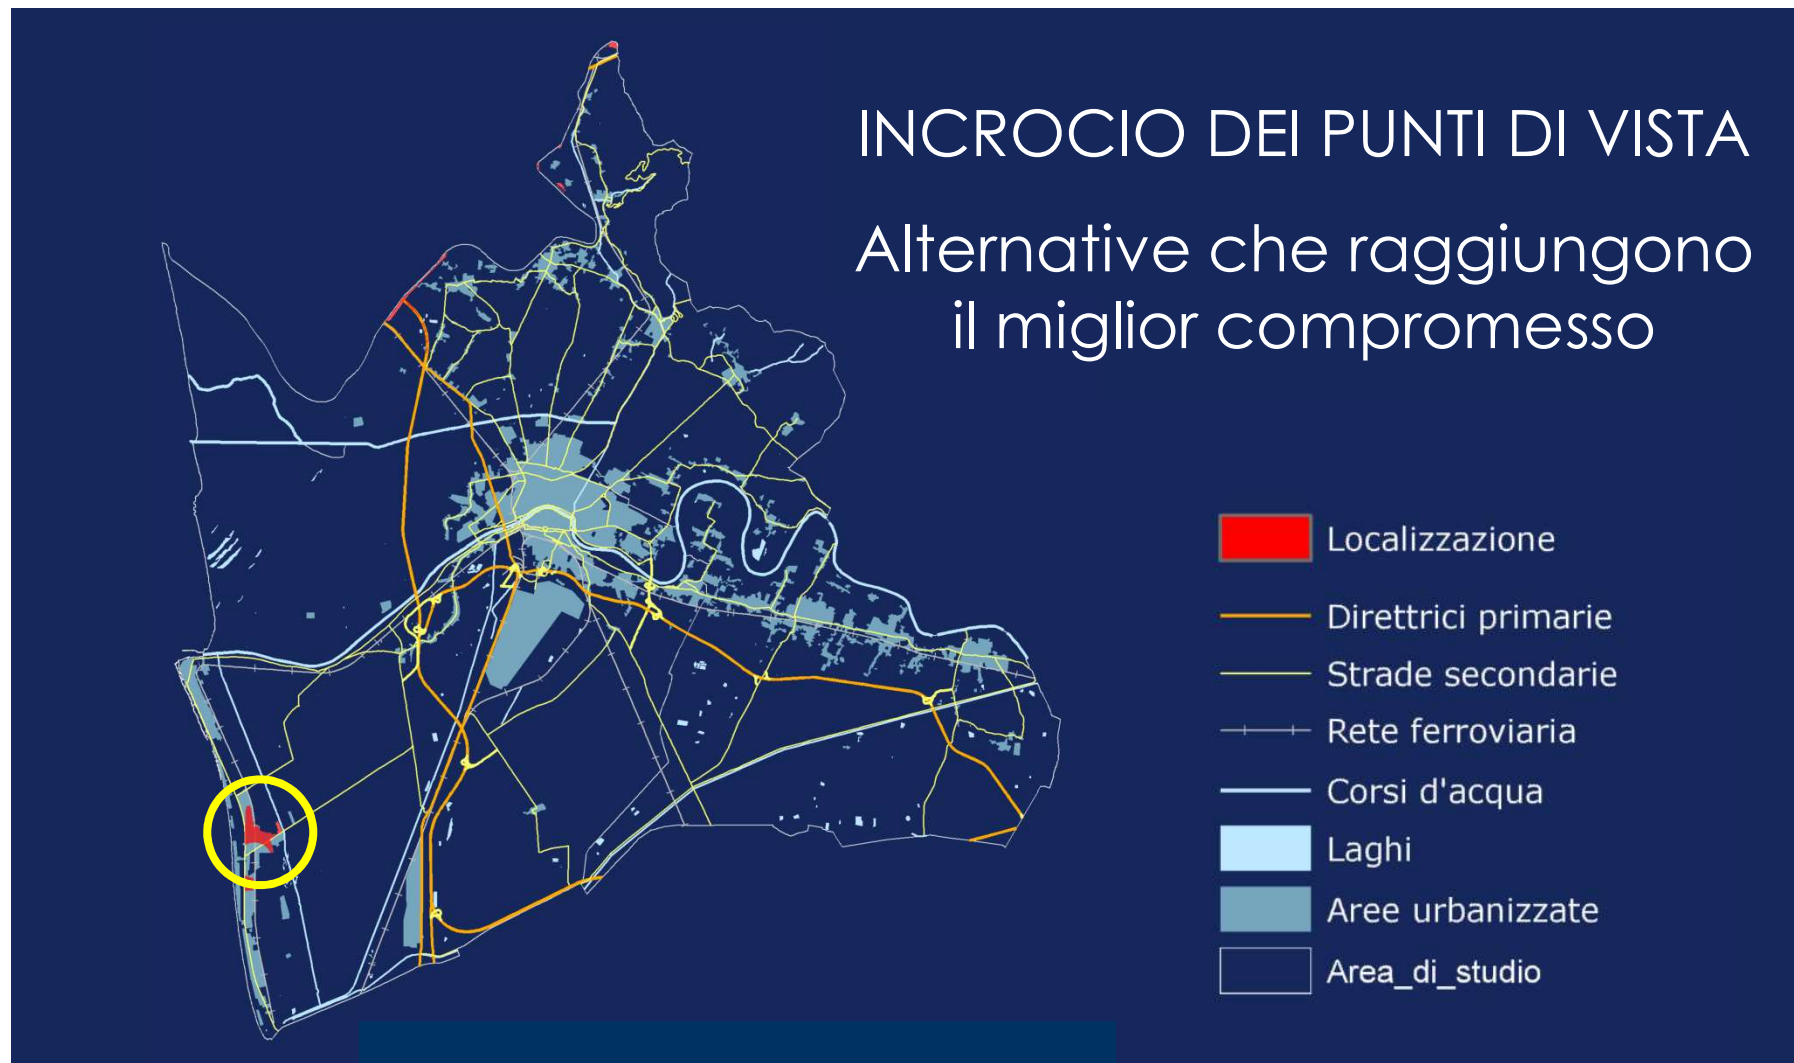 INCROCIO DEI PUNTI DI VISTA
Alternative che raggiungono
il miglior compromesso
Localizzazione
Direttrici primarie
Strade secondarie
Rete ferroviaria
Corsi d'acqua
Laghi
Aree urbanizzate
Area_di_studio